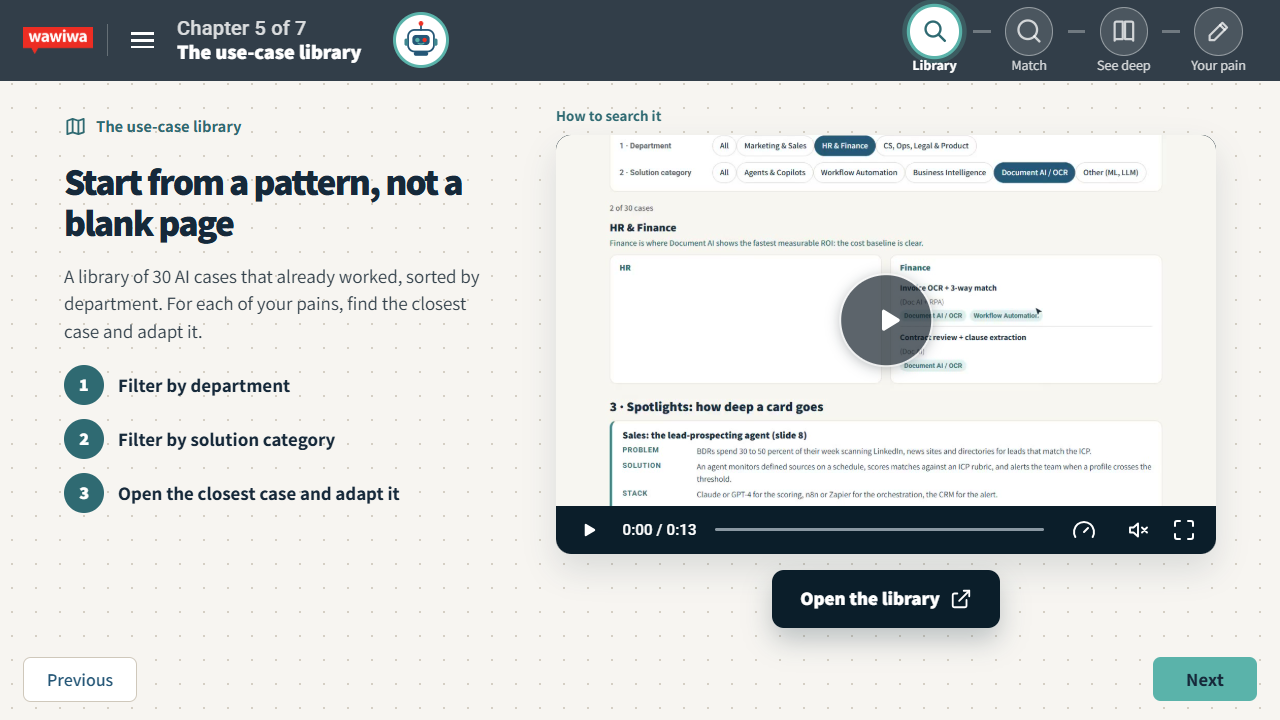 wawiwa
Chapter 5 of 7
The use-case library
Library
Match
See deep
Your pain
The use-case library
Start from a pattern, not a
blank page
A library of 30 AI cases that already worked, sorted by
department. For each of your pains, find the closest
case and adapt it.
1 Filter by department
2 Filter by solution category
3 Open the closest case and adapt it
How to search it
1 · Department All Marketing & Sales HR & Finance CS, Ops, Legal & Product
2 · Solution category All Agents & Copilots Workflow Automation Business Intelligence Document AI / OCR Other (ML, LLM)
2 of 30 cases
HR & Finance
Finance is where Document AI shows the fastest measurable ROI: the cost baseline is clear.
HR
Finance
Invoice OCR + 3-way match
RPA)
Document AI / OCR Workflow Automation
Contract review + clause extraction
Document AI / OCR
3 · Spotlights: how deep a card goes
Sales: the lead-prospecting agent (slide 8)
PROBLEM BDRs spend 30 to 50 percent of their week scanning LinkedIn, news sites and directories for leads that match the ICP.
SOLUTION An agent monitors defined sources on a schedule, scores matches against an ICP rubric, and alerts the team when a profile crosses the
threshold.
STACK Claude or GPT-4 for the scoring, n8n or Zapier for the orchestration, the CRM for the alert.
0:00 / 0:13
Open the library
Previous
Next